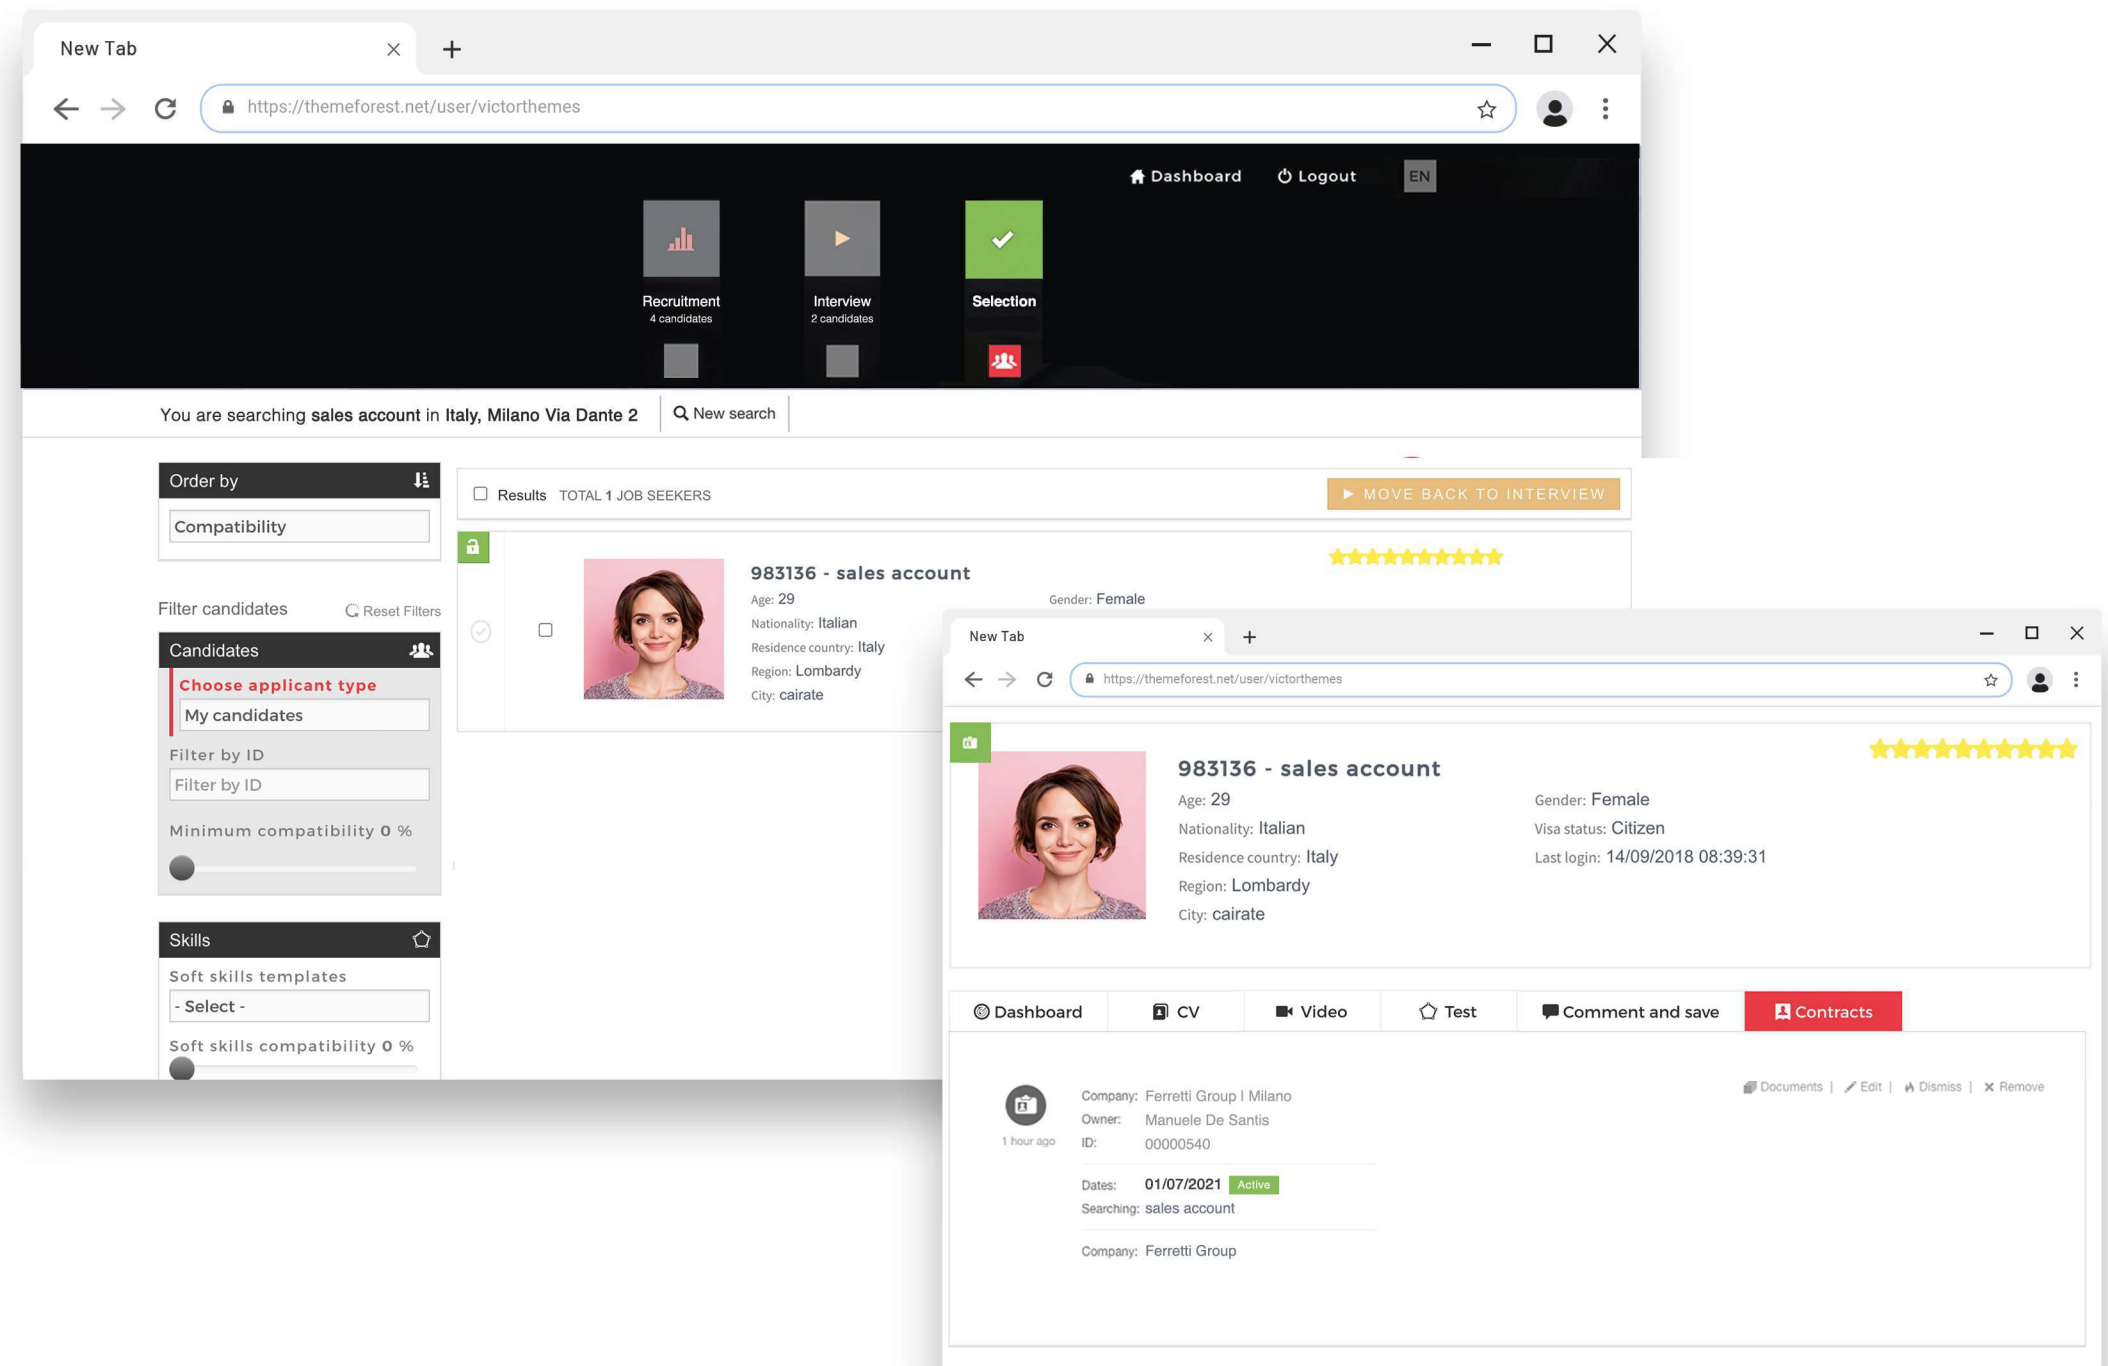 New Tab
https://themeforest.net/user/victorthemes
Dashboard
Logout
EN
Recruitment
4 candidates
Interview
2 candidates
Selection
You are searching sales account in Italy, Milano Via Dante 2
New search
Order by
Compatibility
Filter candidates
Reset Filters
Candidates
Choose applicant type
My candidates
Filter by ID
Filter by ID
Minimum compatibility 0 %
Skills
Soft skills templates
- Select -
Soft skills compatibility 0 %
Results TOTAL 1 JOB SEEKERS
MOVE BACK TO INTERVIEW
983136 - sales account
Age: 29
Gender: Female
Nationality: Italian
Residence country: Italy
Region: Lombardy
City: cairate
New Tab
https://themeforest.net/user/victorthemes
983136 - sales account
Age: 29
Gender: Female
Nationality: Italian
Visa status: Citizen
Residence country: Italy
Last login: 14/09/2018 08:39:31
Region: Lombardy
City: cairate
Dashboard
CV
Video
Test
Comment and save
Contracts
1 hour ago
Company: Ferretti Group | Milano
Owner: Manuele De Santis
ID: 00000540
Documents | Edit | Dismiss | Remove
Dates: 01/07/2021 Active
Searching: sales account
Company: Ferretti Group